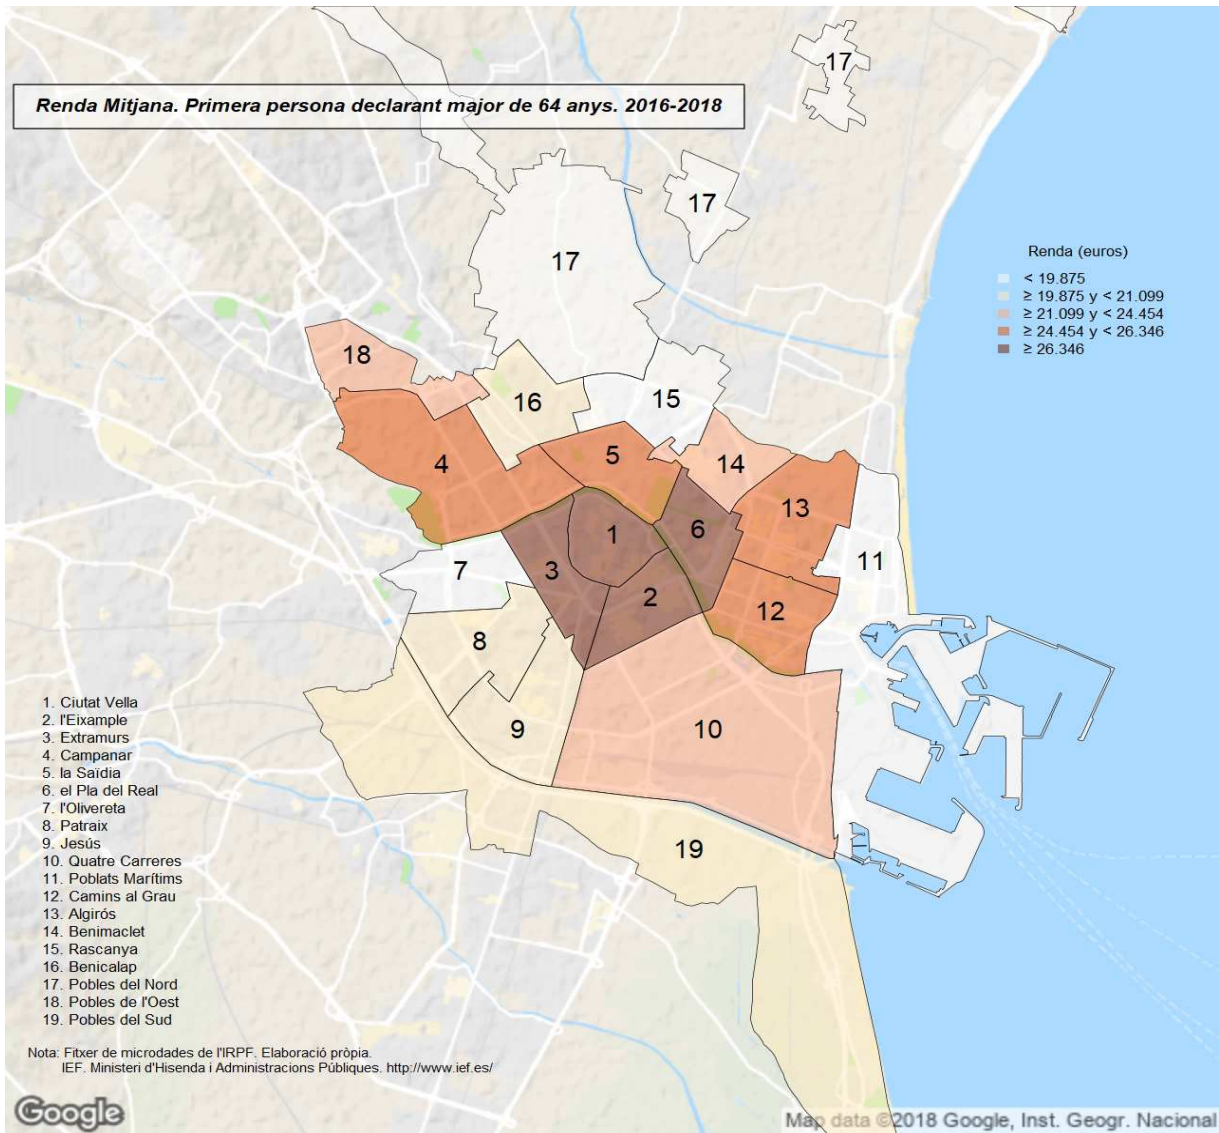 17
Renda Mitjana. Primera persona declarant major de 64 anys. 2016-2018
17
17
Renda (euros)
< 19.875
≥ 19.875 y < 21.099
≥ 21.099 y < 24.454
≥ 24.454 y < 26.346
≥ 26.346
18
16
15
4
5
14
13
1
6
11
3
7
2
12
8
9
10
19
1. Ciutat Vella
2. l'Eixample
3. Extramurs
4. Campanar
5. la Saïdia
6. el Pla del Real
7. l'Olivereta
8. Patraix
9. Jesús
10. Quatre Carreres
11. Poblats Marítims
12. Camins al Grau
13. Algirós
14. Benimaclet
15. Rascanya
16. Benicalap
17. Pobles del Nord
18. Pobles de l'Oest
19. Pobles del Sud
Nota: Fitxer de microdades de l'IRPF. Elaboració pròpia.
IEF. Ministeri d'Hisenda i Administracions Públiques. http://www.ief.es/
Google
Map data ©2018 Google, Inst. Geogr. Nacional